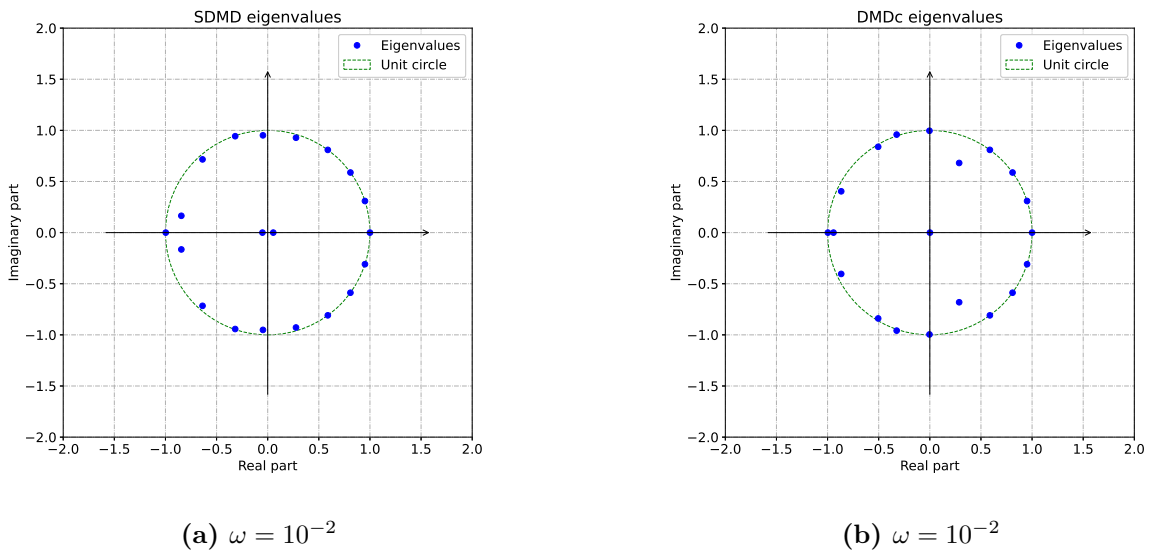 SDMD eigenvalues
2.0
1.5
1.0
0.5
0.0
−0.5
−1.0
−1.5
−2.0
Imaginary part
Eigenvalues
Unit circle
−2.0 −1.5 −1.0 −0.5 0.0 0.5 1.0 1.5 2.0
Real part
(a) ω = 10⁻²
DMDc eigenvalues
2.0
1.5
1.0
0.5
0.0
−0.5
−1.0
−1.5
−2.0
Imaginary part
Eigenvalues
Unit circle
−2.0 −1.5 −1.0 −0.5 0.0 0.5 1.0 1.5 2.0
Real part
(b) ω = 10⁻²